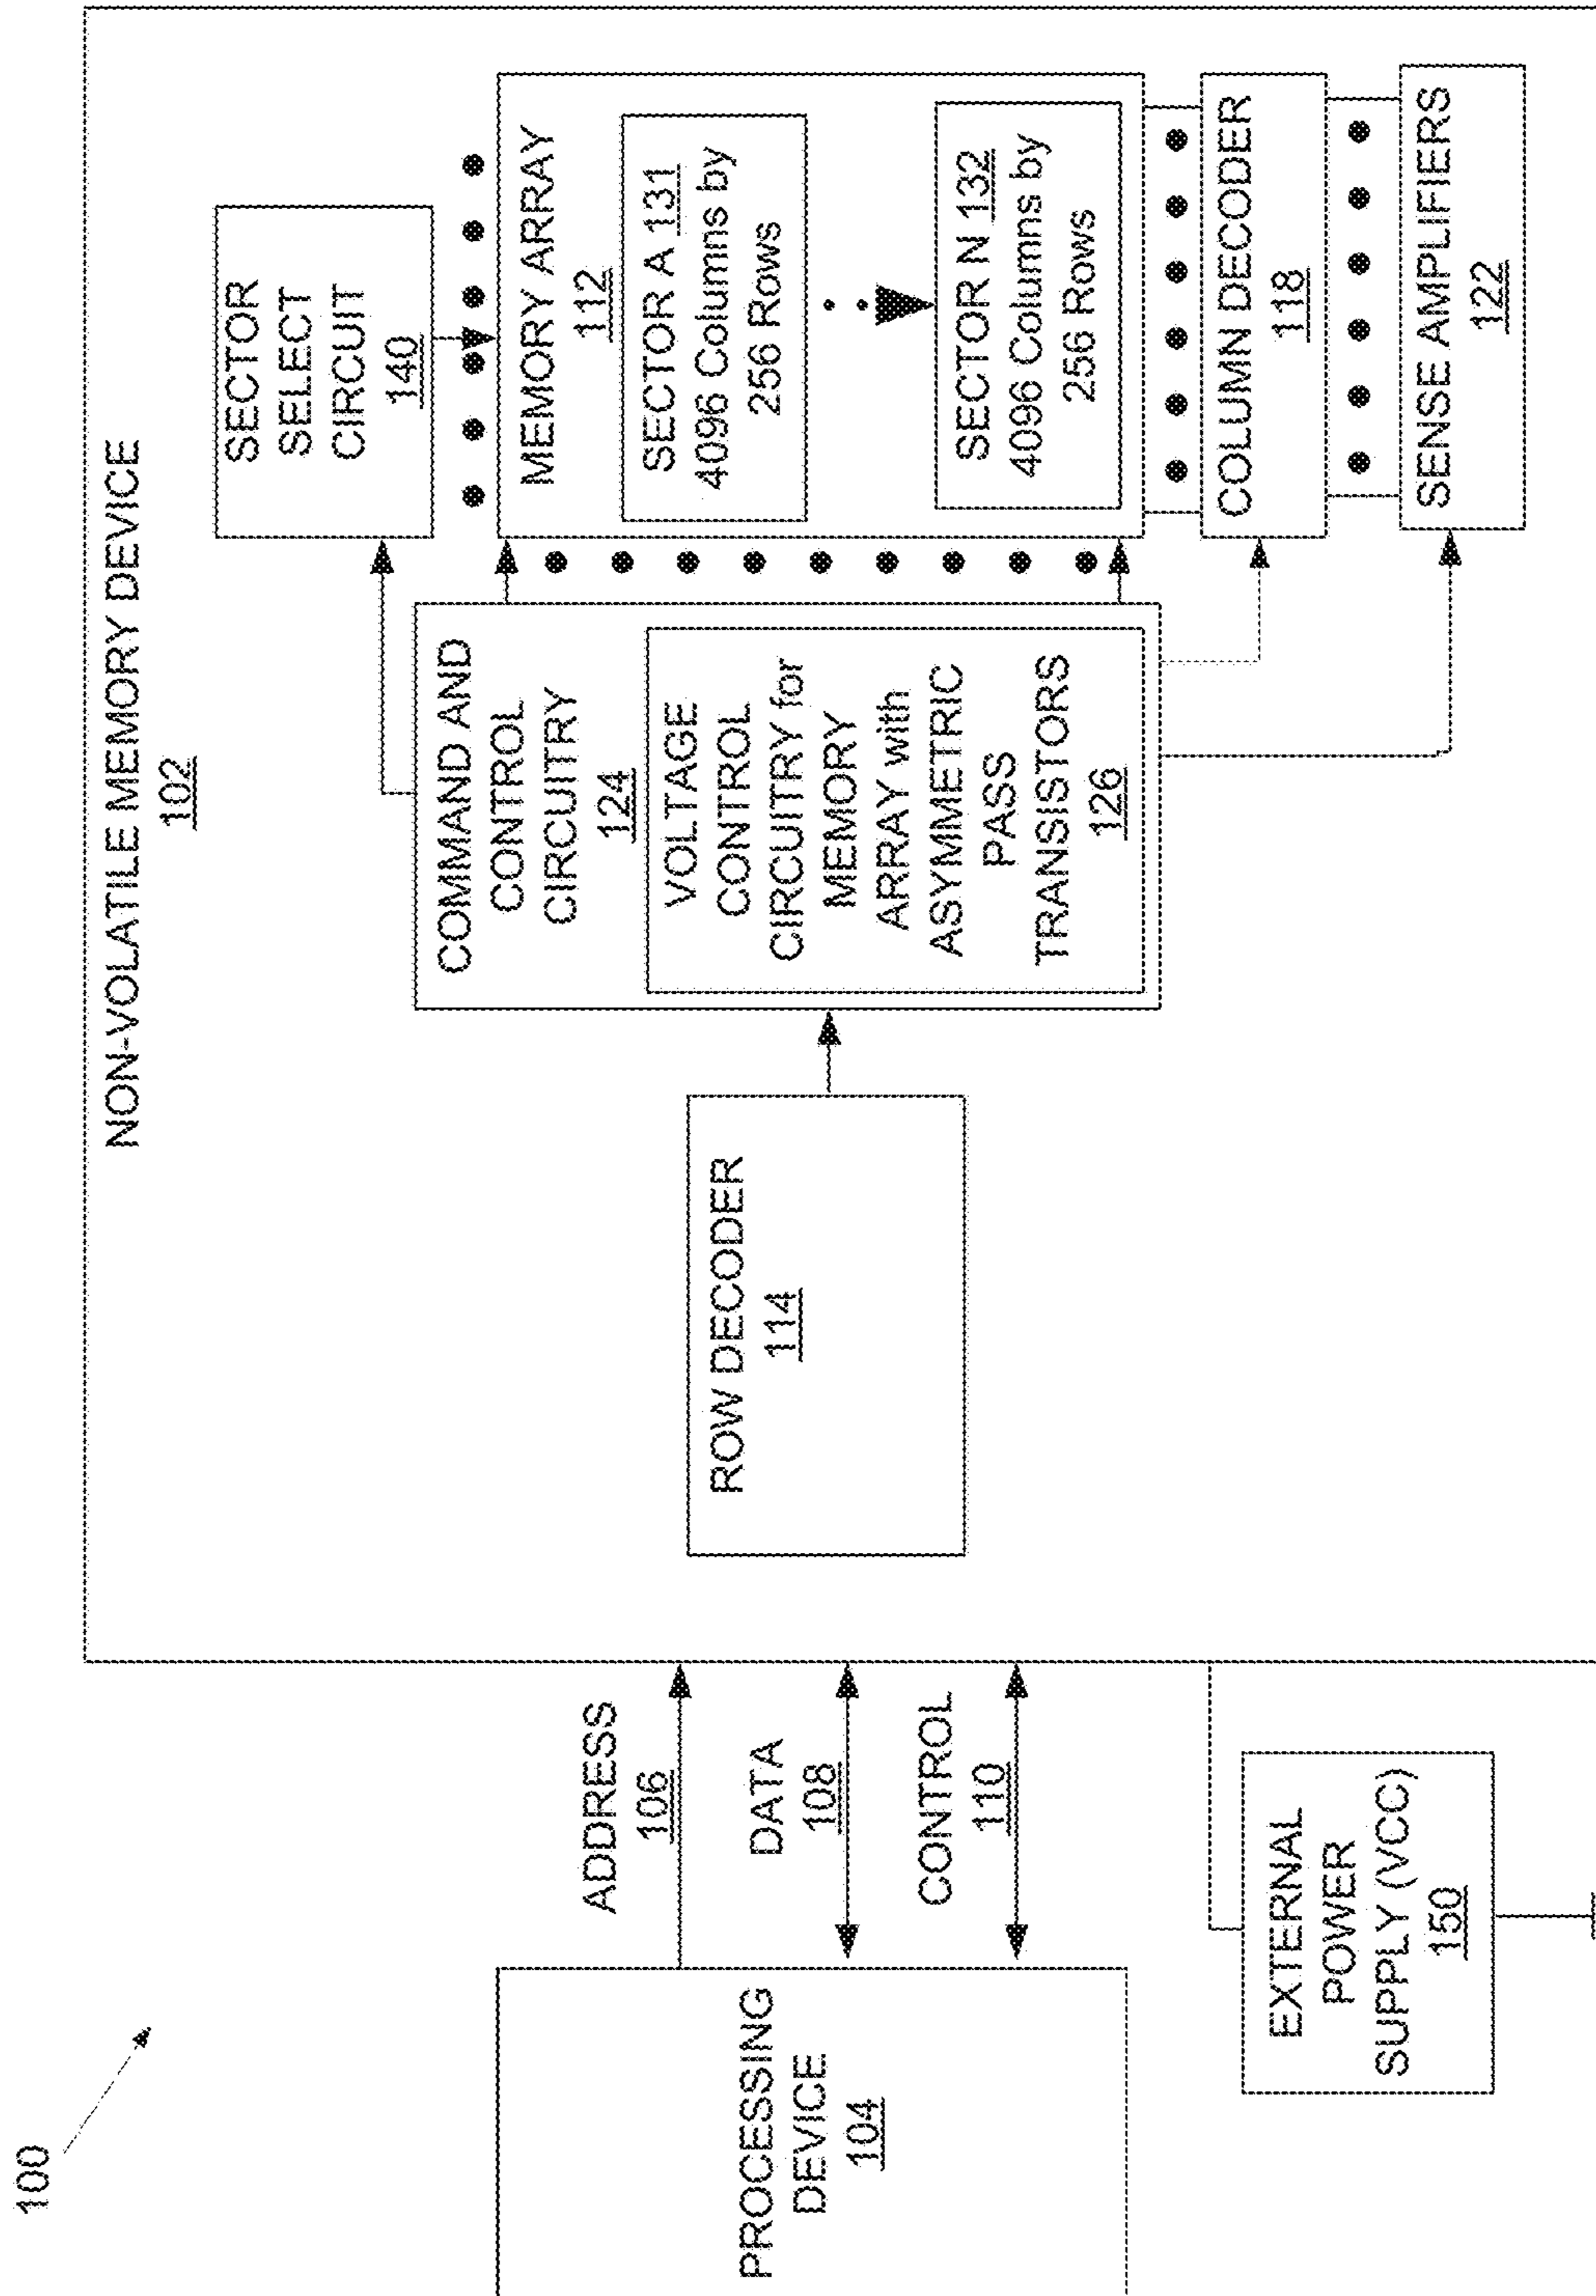 100
PROCESSING
DEVICE
104
ADDRESS
106
DATA
108
CONTROL
110
EXTERNAL
POWER
SUPPLY (VCC)
150
NON-VOLATILE MEMORY DEVICE
102
ROW DECODER
114
COMMAND AND
CONTROL
CIRCUITRY
124
VOLTAGE
CONTROL
CIRCUITRY for
MEMORY
ARRAY with
ASYMMETRIC
PASS
TRANSISTORS
126
SECTOR
SELECT
CIRCUIT
140
MEMORY ARRAY
112
SECTOR A 131
4096 Columns by
256 Rows
SECTOR N 132
4096 Columns by
256 Rows
COLUMN DECODER
118
SENSE AMPLIFIERS
122